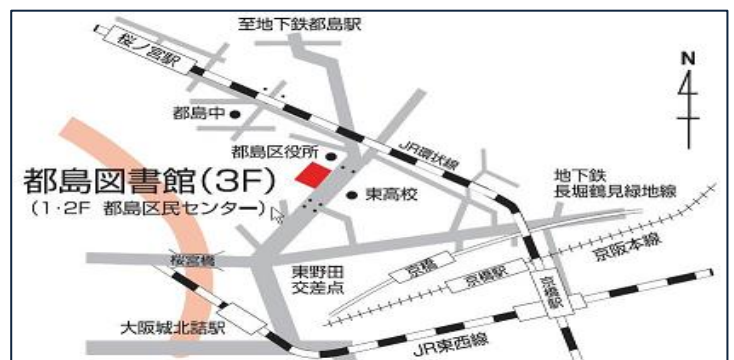 至地下鉄都島駅
桜ノ宮駅
N
都島中
都島区役所
JR環状線
都島図書館(3F)
(1・2F 都島区民センター)
東高校
地下鉄
長堀鶴見緑地線
京阪本線
桜宮橋
東野田
交差点
京橋
京橋駅
京橋駅
大阪城北詰駅
JR東西線